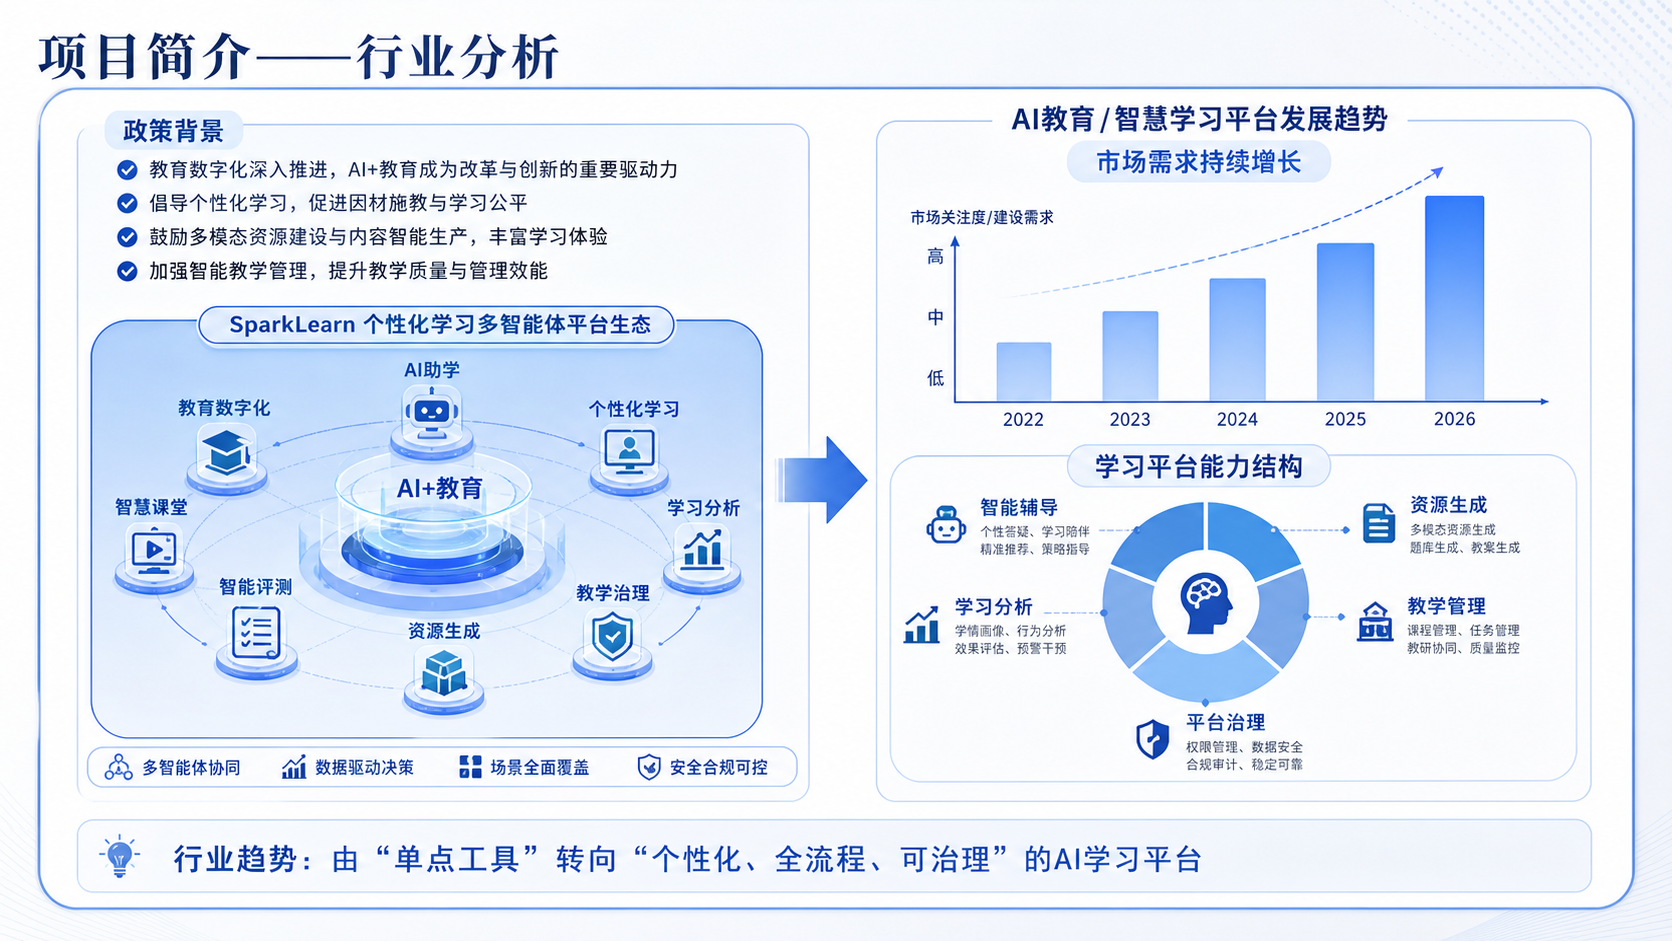 项目简介——行业分析
政策背景
教育数字化深入推进，AI+教育成为改革与创新的重要驱动力
倡导个性化学习，促进因材施教与学习公平
鼓励多模态资源建设与内容智能生产，丰富学习体验
加强智能教学管理，提升教学质量与管理效能
SparkLearn 个性化学习多智能体平台生态
AI助学
教育数字化
个性化学习
AI+教育
智慧课堂
学习分析
智能评测
教学治理
资源生成
多智能体协同
数据驱动决策
场景全面覆盖
安全合规可控
AI教育/智慧学习平台发展趋势
市场需求持续增长
市场关注度/建设需求
高
中
低
2022
2023
2024
2025
2026
学习平台能力结构
智能辅导
个性答疑、学习陪伴
精准推荐、策略指导
资源生成
多模态资源生成
题库生成、教案生成
学习分析
学情画像、行为分析
效果评估、预警干预
教学管理
课程管理、任务管理
教研协同、质量监控
平台治理
权限管理、数据安全
合规审计、稳定可靠
行业趋势：由“单点工具”转向“个性化、全流程、可治理”的AI学习平台